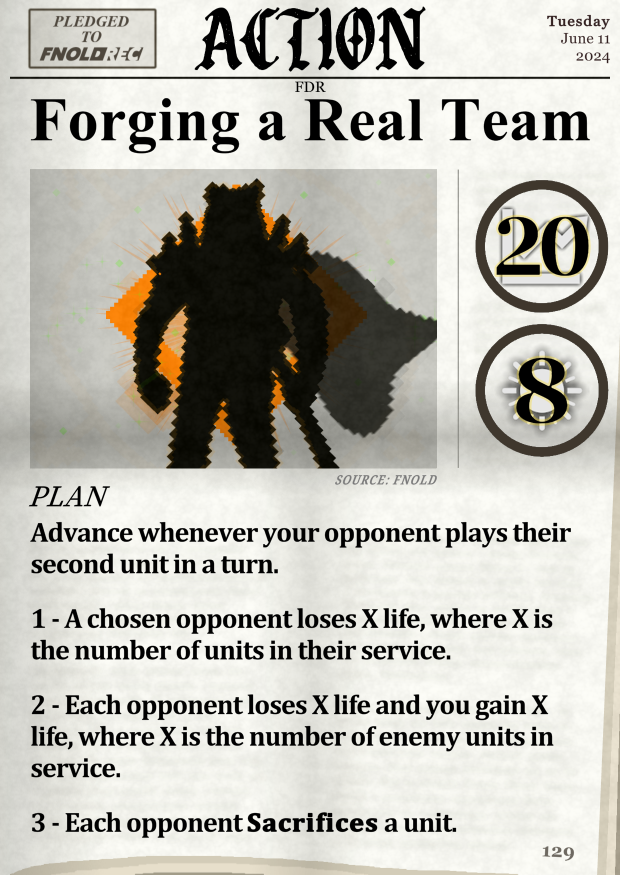 PLEDGED
TO
FNOLD REC
ACTION
Tuesday
June 11
2024
FDR
Forging a Real Team
20
8
SOURCE: FNOLD
PLAN
Advance whenever your opponent plays their
second unit in a turn.
1 - A chosen opponent loses X life, where X is
the number of units in their service.
2 - Each opponent loses X life and you gain X
life, where X is the number of enemy units in
service.
3 - Each opponent Sacrifices a unit.
129